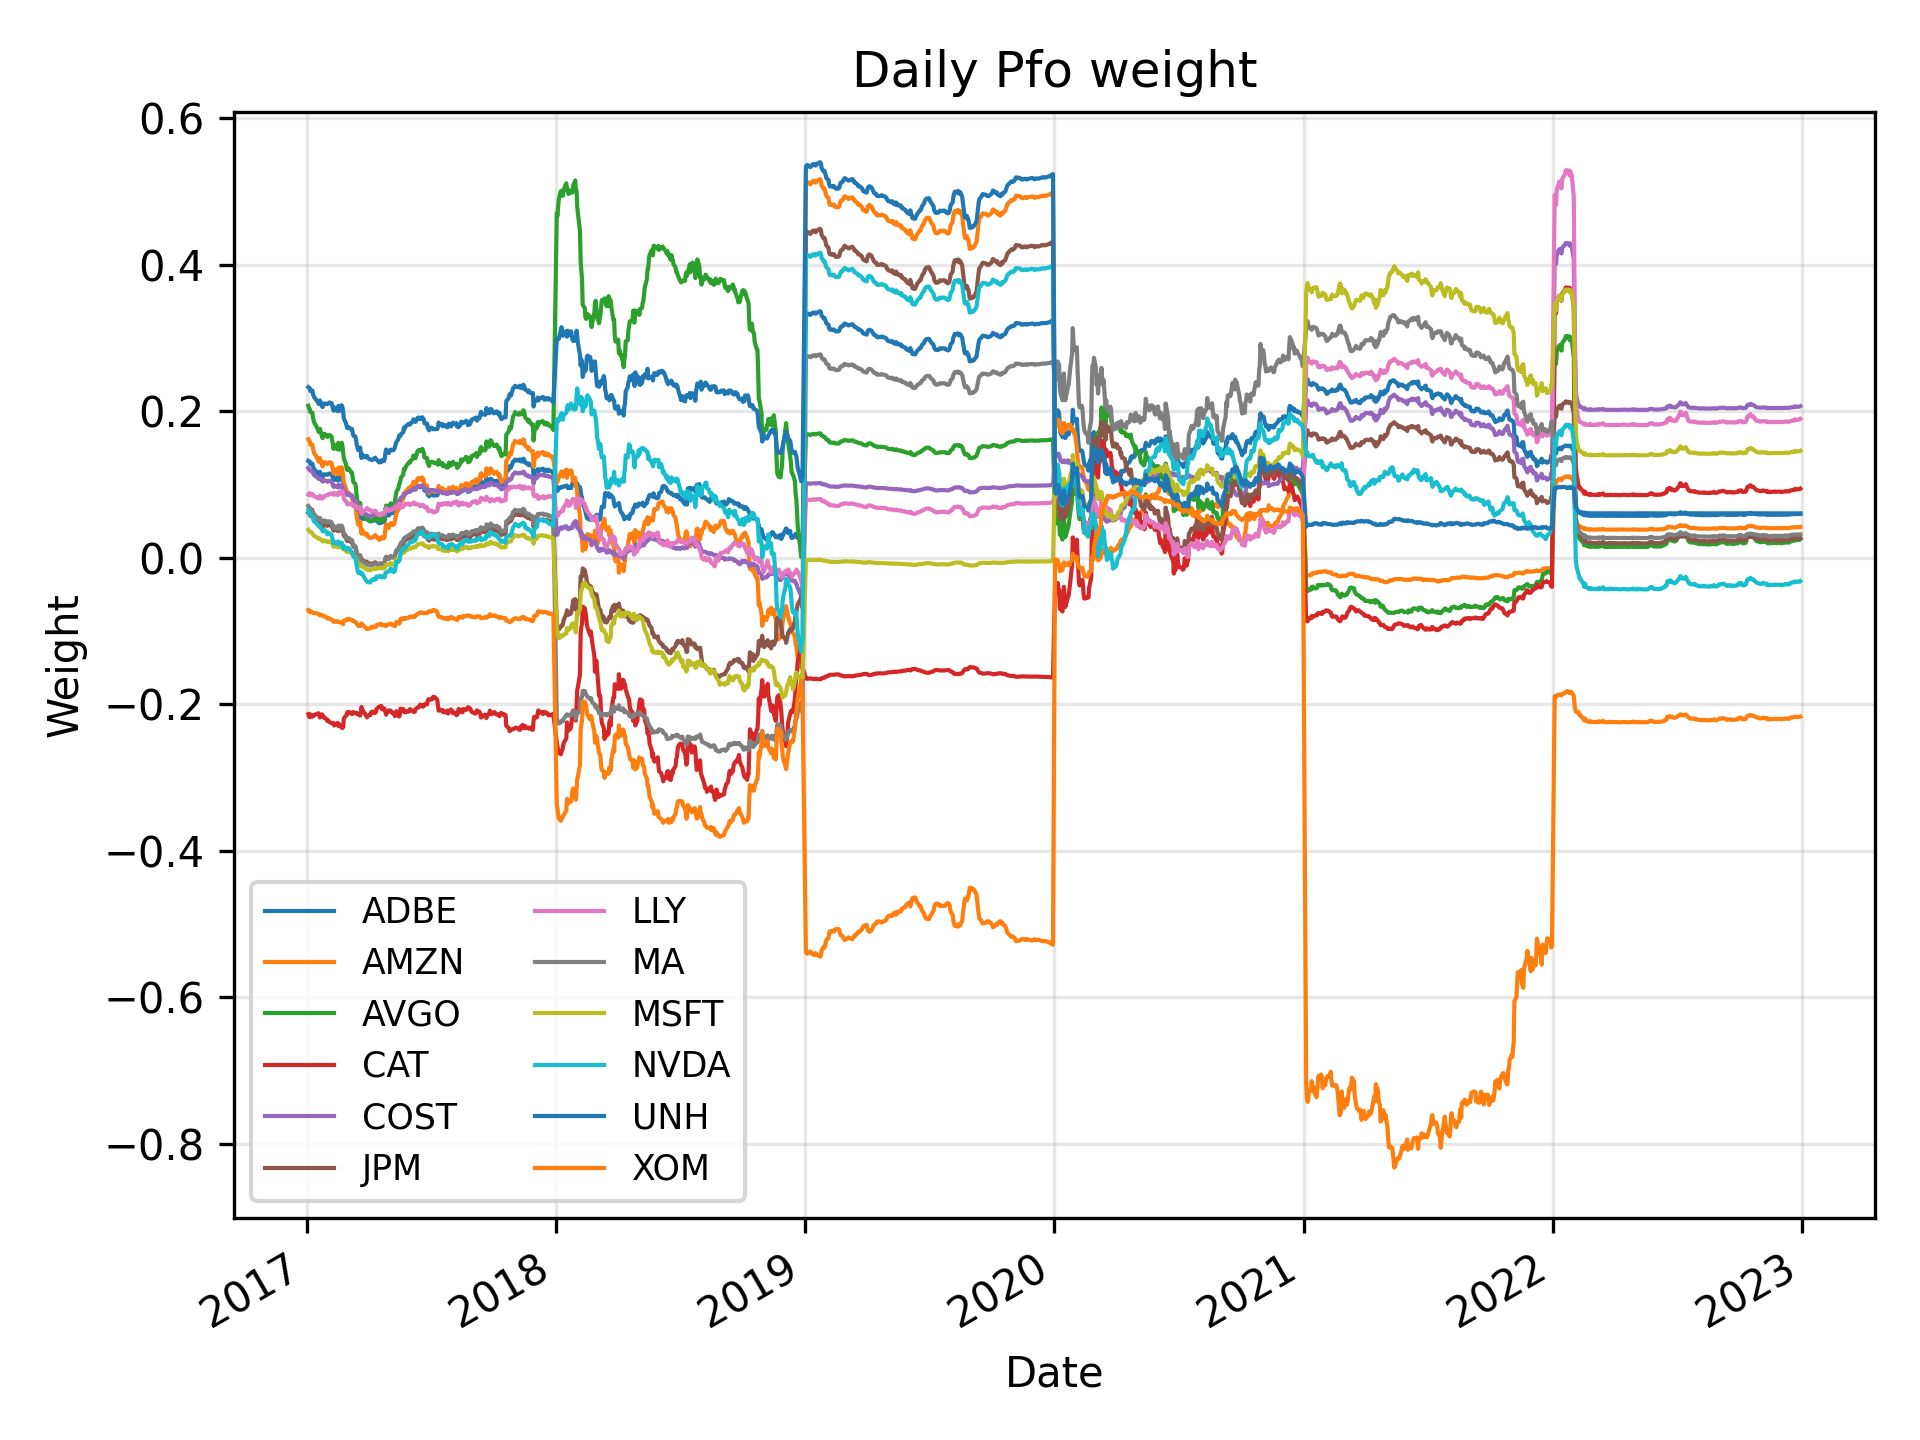 Daily Pfo weight
0.6
0.4
0.2
0.0
−0.2
−0.4
−0.6
−0.8
Weight
ADBE
AMZN
AVGO
CAT
COST
JPM
LLY
MA
MSFT
NVDA
UNH
XOM
2017
2018
2019
2020
2021
2022
2023
Date